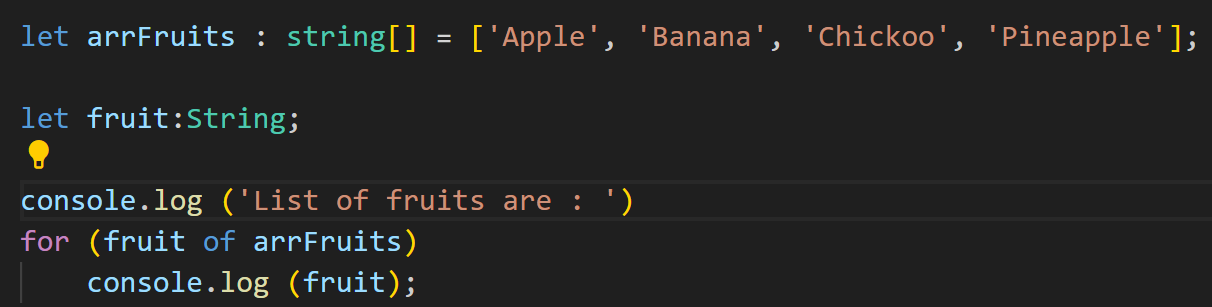 let arrFruits : string[] = ['Apple', 'Banana', 'Chickoo', 'Pineapple'];
let fruit:String;
console.log ('List of fruits are : ')
for (fruit of arrFruits)
    console.log (fruit);